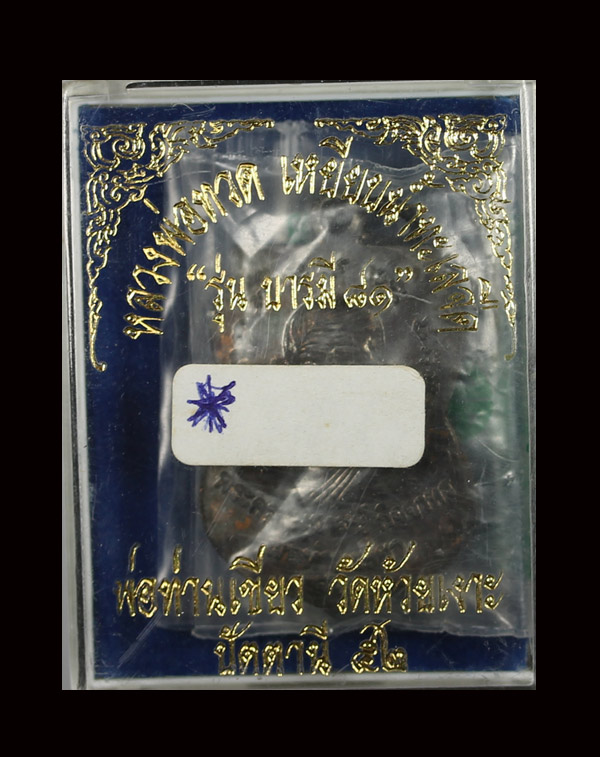 หลวงพ่อทวด เหยียบน้ำทะเลจืด
“รุ่น บารมี ๘๑”
พ่อท่านเขียว วัดห้วยเงาะ
ปัตตานี ๕๒